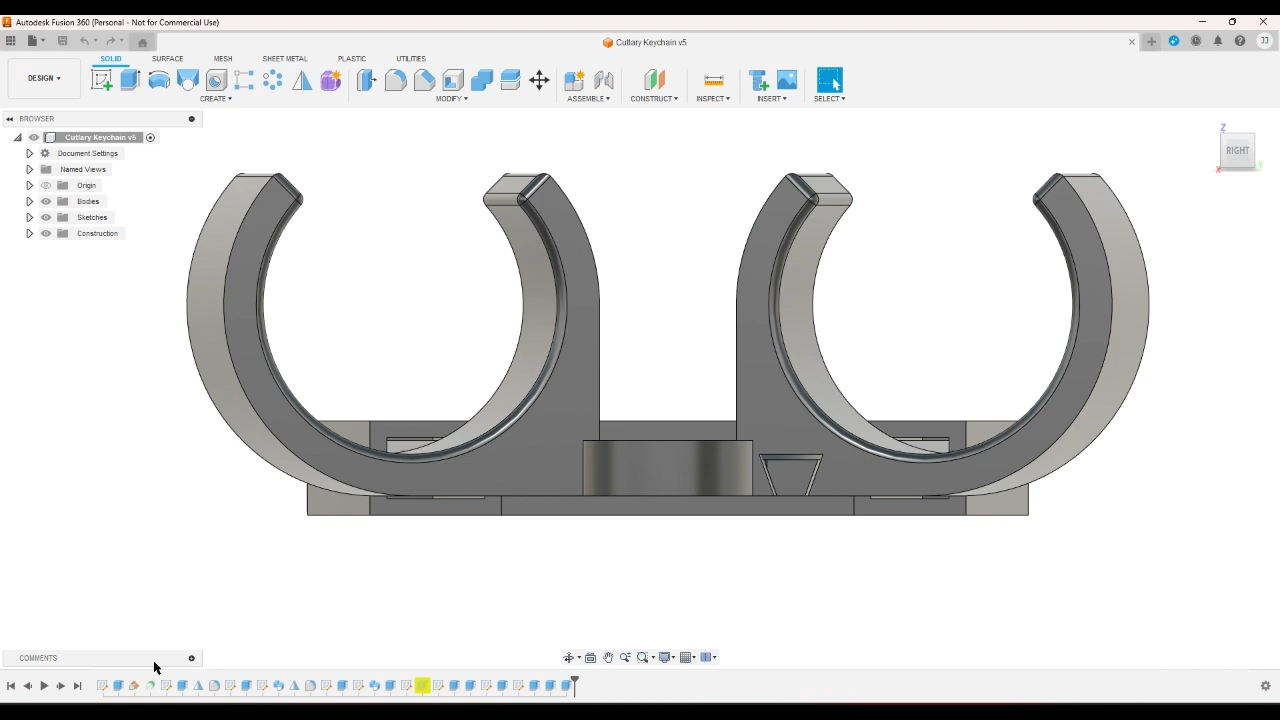 Autodesk Fusion 360 (Personal - Not for Commercial Use)
Cutlary Keychain v5
JJ
SOLID SURFACE MESH SHEET METAL PLASTIC UTILITIES
DESIGN
CREATE MODIFY ASSEMBLE CONSTRUCT INSPECT INSERT SELECT
BROWSER
Cutlary Keychain v5
Document Settings
Named Views
Origin
Bodies
Sketches
Construction
Z
RIGHT
X
Y
COMMENTS